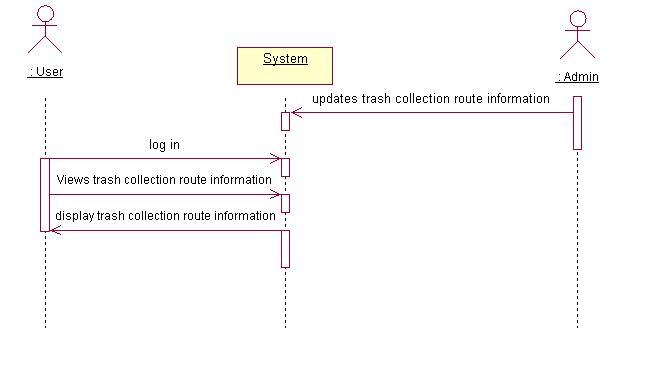 : User
System
: Admin
updates trash collection route information
log in
Views trash collection route information
display trash collection route information